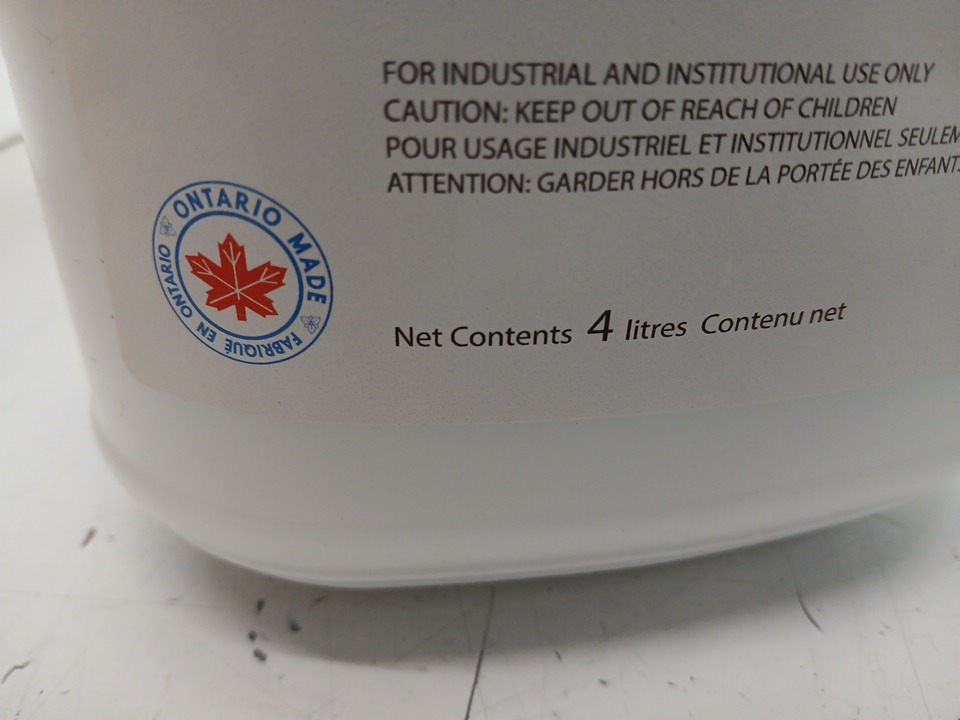 FOR INDUSTRIAL AND INSTITUTIONAL USE ONLY
CAUTION: KEEP OUT OF REACH OF CHILDREN
POUR USAGE INDUSTRIEL ET INSTITUTIONNEL
ATTENTION: GARDER HORS DE LA PORTÉE DES ENFANTS
ONTARIO MADE
FABRIQUÉ EN ONTARIO
Net Contents 4 litres Contenu net